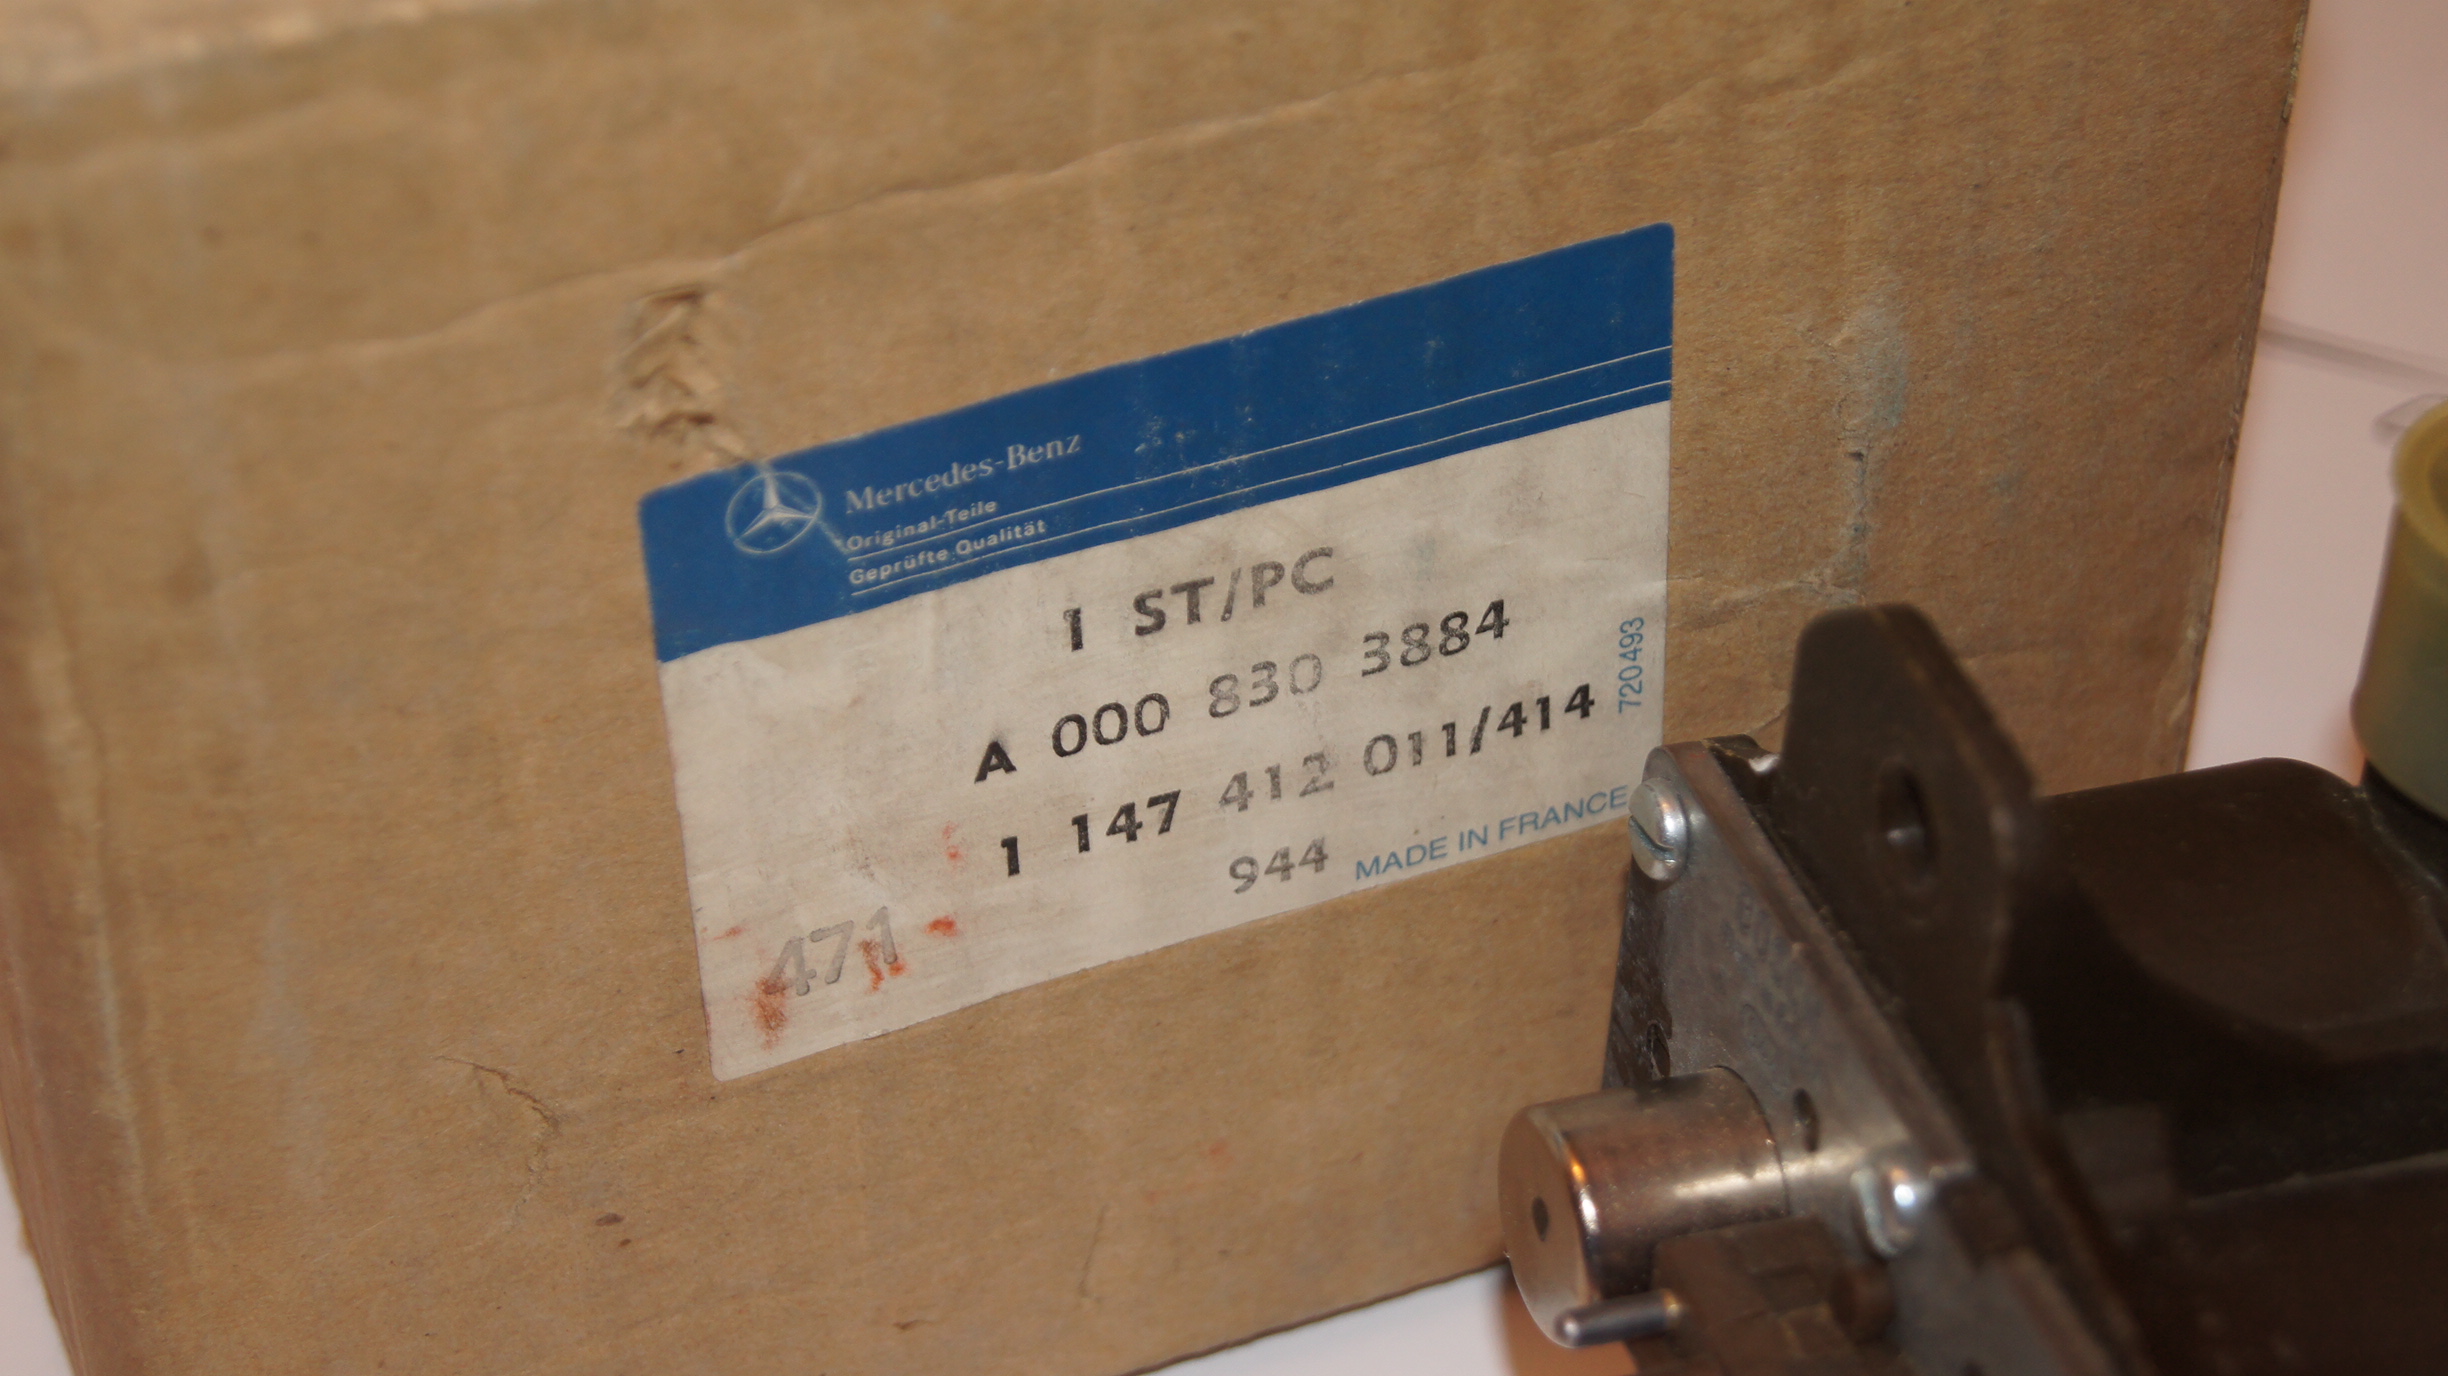 Mercedes-Benz
Original-Teile
Geprüfte Qualität
1 ST/PC
A 000 830 3884
1 147 412 011/414
944
MADE IN FRANCE
720493
471